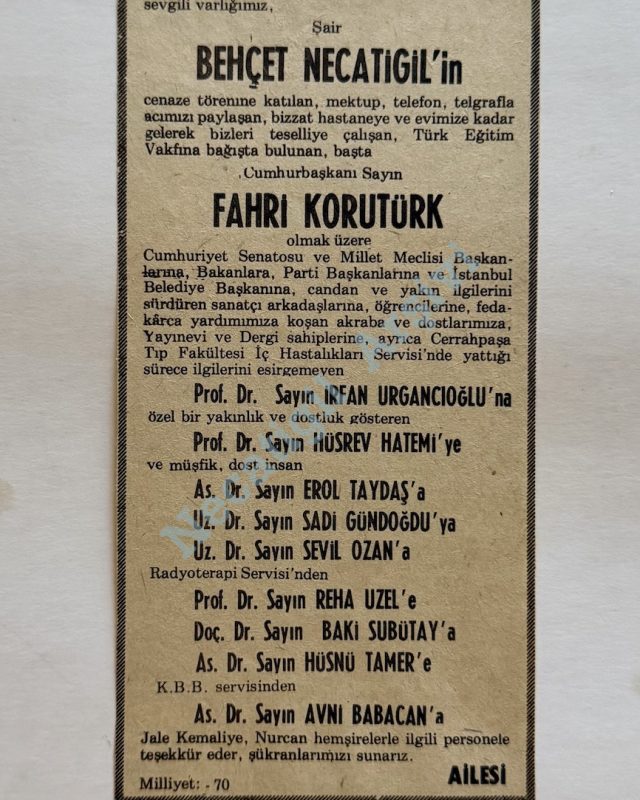 sevgili varlığımız,
Şair
BEHÇET NECATİGİL'in
cenaze törenine katılan, mektup, telefon, telgrafla
acımızı paylaşan, bizzat hastaneye ve evimize kadar
gelerek bizleri teselliye çalışan, Türk Eğitim
Vakfına bağışta bulunan, başta
Cumhurbaşkanı Sayın
FAHRİ KORUTÜRK
olmak üzere
Cumhuriyet Senatosu ve Millet Meclisi Başkan-
larına, Bakanlara, Parti Başkanlarına ve İstanbul
Belediye Başkanına, candan ve yakın ilgilerini
sürdüren sanatçı arkadaşlarına, öğrencilerine, feda-
kârca yardımımıza koşan akraba ve dostlarımıza,
Yayınevi ve Dergi sahiplerine, ayrıca Cerrahpaşa
Tıp Fakültesi İç Hastalıkları Servisi'nde yattığı
sürece ilgilerini esirgemeyen
Prof. Dr. Sayın İRFAN URGANCIOĞLU'na
özel bir yakınlık ve dostluk gösteren
Prof. Dr. Sayın HÜSREV HATEMİ'ye
ve müşfik, dost insan
As. Dr. Sayın EROL TAYDAŞ'a
Uz. Dr. Sayın SADİ GÜNDOĞDU'ya
Uz. Dr. Sayın SEVİL OZAN'a
Radyoterapi Servisi'nden
Prof. Dr. Sayın REHA UZEL'e
Doç. Dr. Sayın BAKİ SUBÜTAY'a
As. Dr. Sayın HÜSNÜ TAMER'e
K.B.B. servisinden
As. Dr. Sayın AVNİ BABACAN'a
Jale Kemaliye, Nurcan hemşirelerle ilgili personele
teşekkür eder, şükranlarımızı sunarız.
AİLESİ
Milliyet: - 70